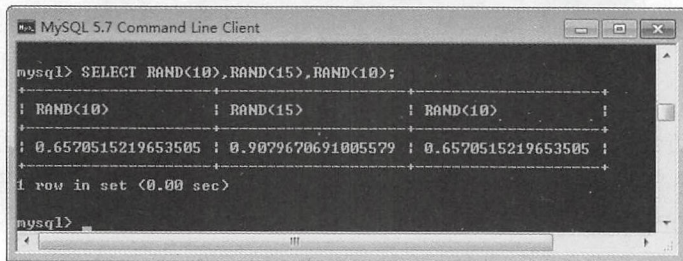 MySQL 5.7 Command Line Client
mysql> SELECT RAND(10),RAND(15),RAND(10);
+--------------------+--------------------+--------------------+
| RAND(10) | RAND(15) | RAND(10) |
+--------------------+--------------------+--------------------+
| 0.6570515219653505 | 0.9079670691005579 | 0.6570515219653505 |
+--------------------+--------------------+--------------------+
1 row in set (0.00 sec)
mysql>